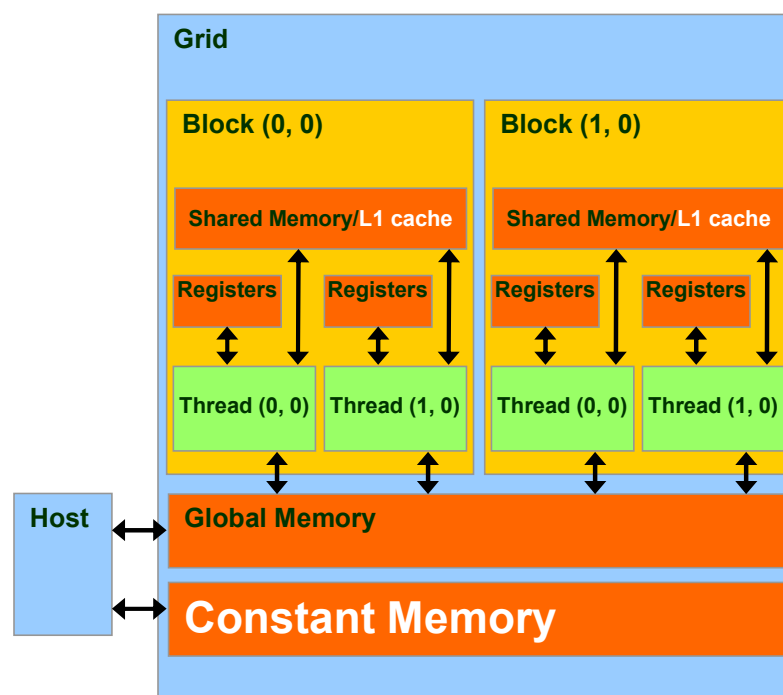 Grid
Block (0, 0)
Block (1, 0)
Shared Memory/L1 cache
Shared Memory/L1 cache
Registers
Registers
Registers
Registers
Thread (0, 0)
Thread (1, 0)
Thread (0, 0)
Thread (1, 0)
Host
Global Memory
Constant Memory